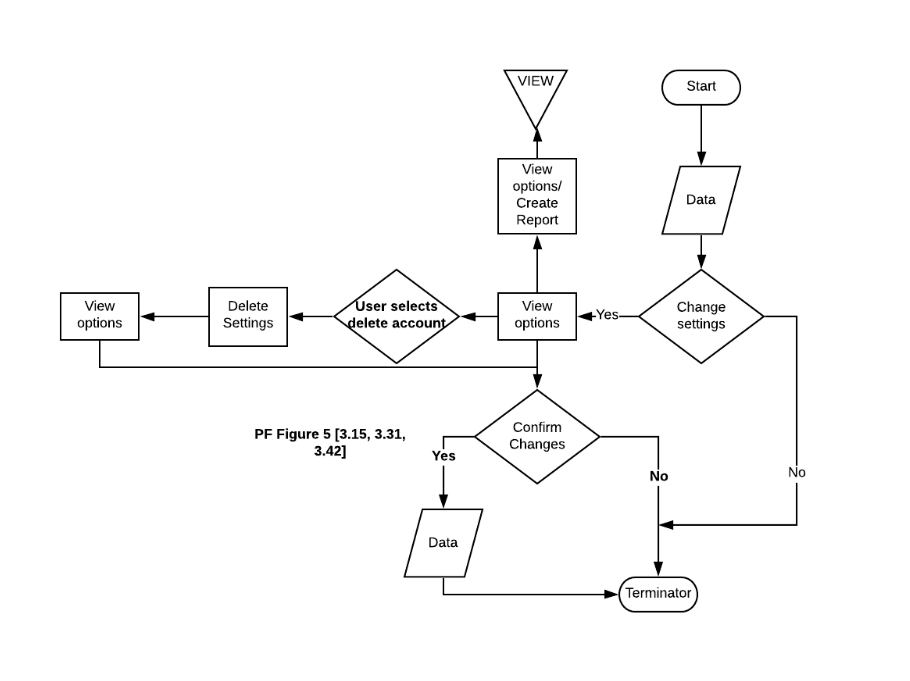 VIEW
Start
View
options/
Create
Report
Data
View
options
Delete
Settings
User selects
delete account
View
options
Yes
Change
settings
PF Figure 5 [3.15, 3.31,
3.42]
Confirm
Changes
Yes
No
No
Data
Terminator